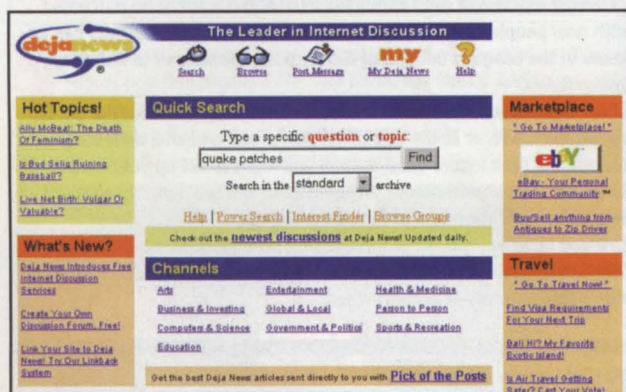 dejanews
The Leader in Internet Discussion
Search
Browse
Post Message
my
My Deja News
?
Help
Hot Topics!
Ally McBeal: The Death
Of Feminism?
Is Bud Selig Ruining
Baseball?
Live Net Birth: Vulgar Or
Valuable?
What's New?
Deja News Introduces Free
Internet Discussion
Services
Create Your Own
Discussion Forum, Free!
Link Your Site to Deja
News! Try Our Linkback
System
Quick Search
Type a specific question or topic:
quake patches Find
Search in the standard archive
Help | Power Search | Interest Finder | Browse Groups
Check out the newest discussions at Deja News! Updated daily.
Channels
Arts Entertainment Health & Medicine
Business & Investing Global & Local Person to Person
Computers & Science Government & Politics Sports & Recreation
Education
Get the best Deja News articles sent directly to you with Pick of the Posts
Marketplace
* Go To Marketplace! *
ebY
eBay - Your Personal
Trading Community ™
Buy/Sell anything from
Antiques to Zip Drives
Travel
* Go To Travel Now! *
Find Visa Requirements
For Your Next Trip
Bali Hi? My Favorite
Exotic Island!
Is Air Travel Getting
Safer? Cast Your Vote!